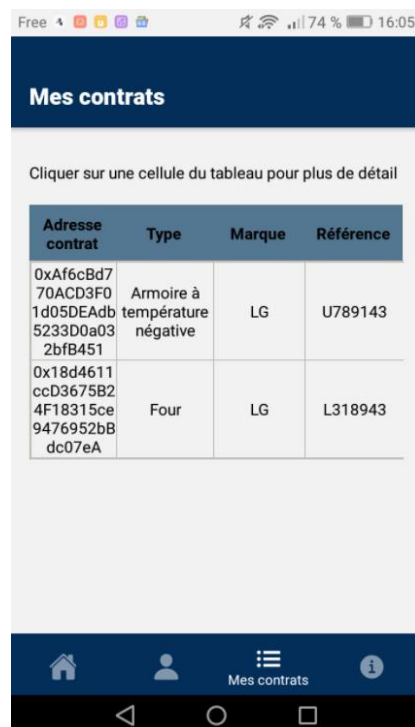 Free 74 % 16:05
Mes contrats
Cliquer sur une cellule du tableau pour plus de détail
Adresse contrat Type Marque Référence
0xAf6cBd7
70ACD3F0
1d05DEAdb
5233D0a03
2bfB451
Armoire à
température
négative
LG
U789143
0x18d4611
ccD3675B2
4F18315ce
9476952bB
dc07eA
Four
LG
L318943
Mes contrats